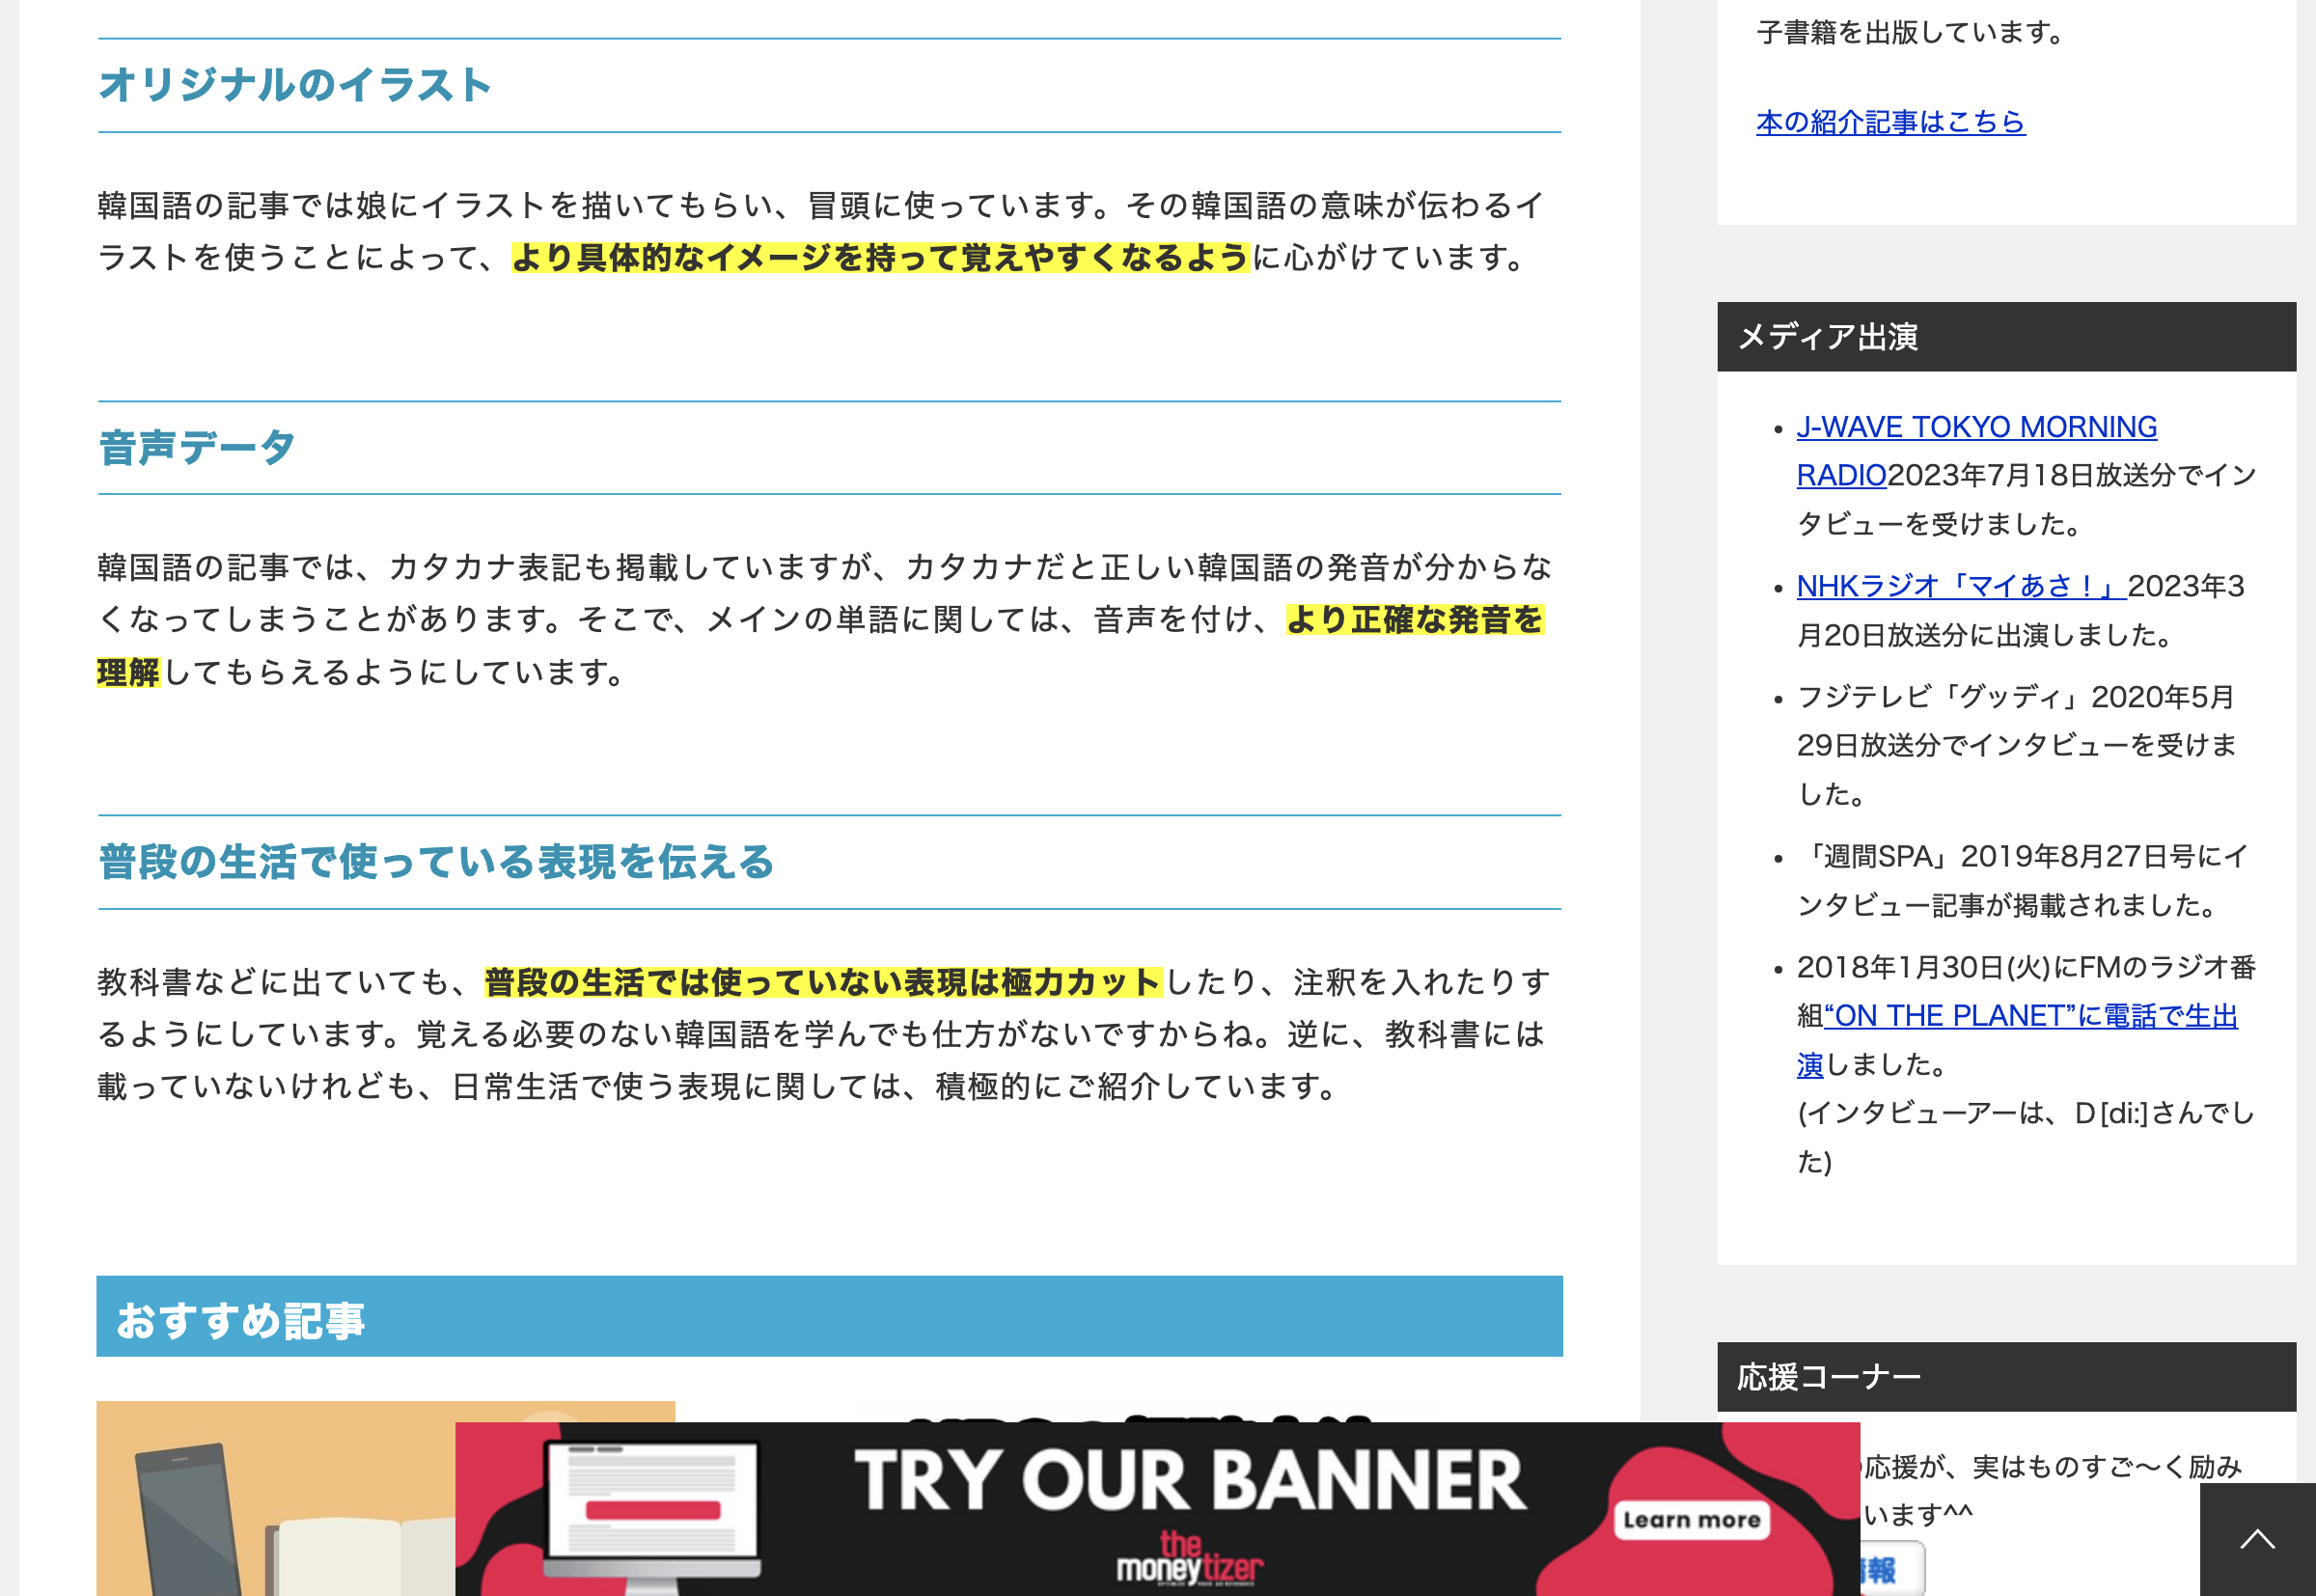 オリジナルのイラスト
韓国語の記事では娘にイラストを描いてもらい、冒頭に使っています。その韓国語の意味が伝わるイ
ラストを使うことによって、より具体的なイメージを持って覚えやすくなるように心がけています。
音声データ
韓国語の記事では、カタカナ表記も掲載していますが、カタカナだと正しい韓国語の発音が分からな
くなってしまうことがあります。そこで、メインの単語に関しては、音声を付け、より正確な発音を
理解してもらえるようにしています。
普段の生活で使っている表現を伝える
教科書などに出ていても、普段の生活では使っていない表現は極力カットしたり、注釈を入れたりす
るようにしています。覚える必要のない韓国語を学んでも仕方がないですからね。逆に、教科書には
載っていないけれども、日常生活で使う表現に関しては、積極的にご紹介しています。
おすすめ記事
子書籍を出版しています。
本の紹介記事はこちら
メディア出演
J-WAVE TOKYO MORNING
RADIO2023年7月18日放送分でイン
タビューを受けました。
NHKラジオ「マイあさ！」2023年3
月20日放送分に出演しました。
フジテレビ「グッディ」2020年5月
29日放送分でインタビューを受けま
した。
「週間SPA」2019年8月27日号にイ
ンタビュー記事が掲載されました。
2018年1月30日(火)にFMのラジオ番
組“ON THE PLANET”に電話で生出
演しました。
(インタビューアーは、Ｄ[di:]さんでし
た)
応援コーナー
応援が、実はものすご〜く励み
います^^
報
TRY OUR BANNER
Learn more
the
moneytizer